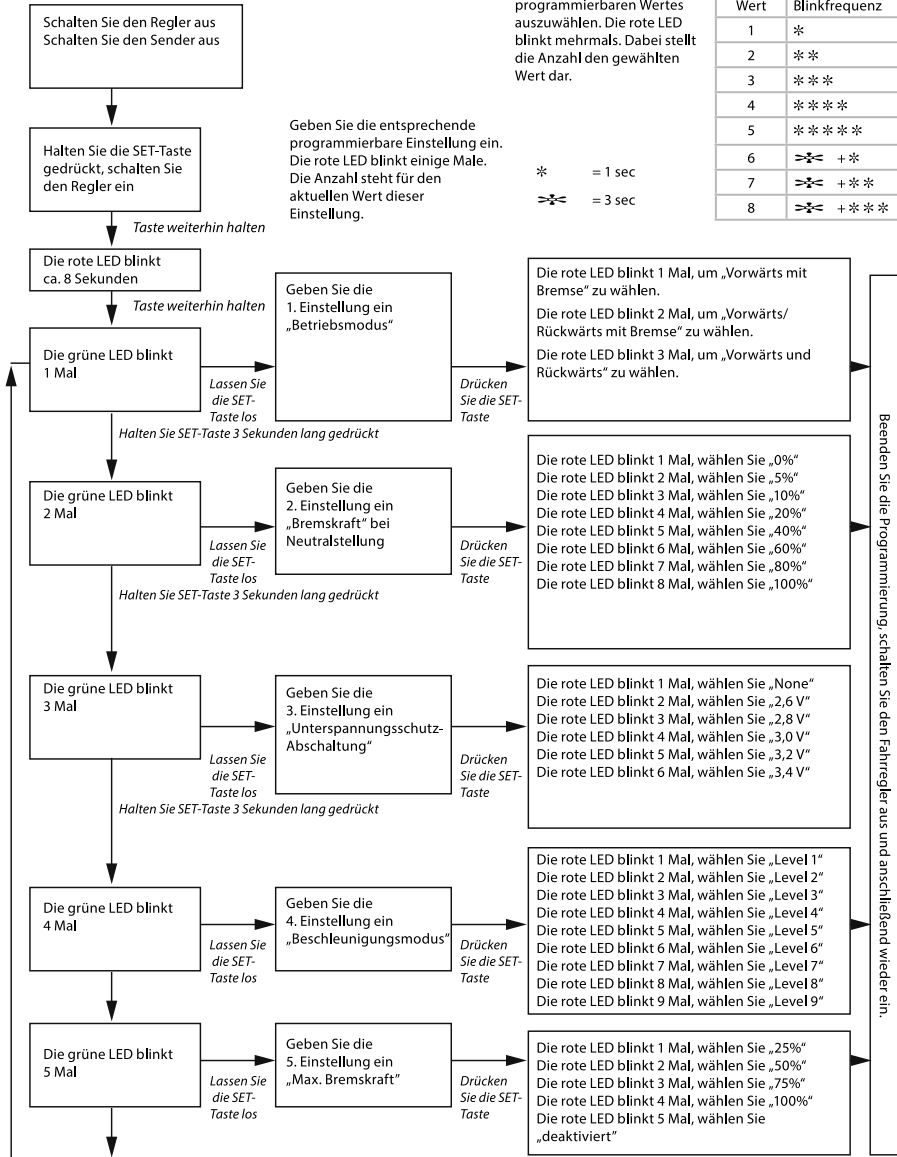 Schalten Sie den Regler aus
Schalten Sie den Sender aus
programmierbaren Wertes
auszuwählen. Die rote LED
blinkt mehrmals. Dabei stellt
die Anzahl den gewählten
Wert dar.
Wert Blinkfrequenz
1 *
2 **
3 ***
4 ****
5 *****
6 >*< +*
7 >*< +**
8 >*< +***
Halten Sie die SET-Taste
gedrückt, schalten Sie
den Regler ein
Geben Sie die entsprechende
programmierbare Einstellung ein.
Die rote LED blinkt einige Male.
Die Anzahl steht für den
aktuellen Wert dieser
Einstellung.
* = 1 sec
>*< = 3 sec
Taste weiterhin halten
Die rote LED blinkt
ca. 8 Sekunden
Taste weiterhin halten
Die grüne LED blinkt
1 Mal
Lassen Sie
die SET-
Taste los
Geben Sie die
1. Einstellung ein
„Betriebsmodus“
Drücken
Sie die SET-
Taste
Die rote LED blinkt 1 Mal, um „Vorwärts mit
Bremse“ zu wählen.
Die rote LED blinkt 2 Mal, um „Vorwärts/
Rückwärts mit Bremse“ zu wählen.
Die rote LED blinkt 3 Mal, um „Vorwärts und
Rückwärts“ zu wählen.
Halten Sie SET-Taste 3 Sekunden lang gedrückt
Die grüne LED blinkt
2 Mal
Lassen Sie
die SET-
Taste los
Geben Sie die
2. Einstellung ein
„Bremskraft“ bei
Neutralstellung
Drücken
Sie die SET-
Taste
Die rote LED blinkt 1 Mal, wählen Sie „0%“
Die rote LED blinkt 2 Mal, wählen Sie „5%“
Die rote LED blinkt 3 Mal, wählen Sie „10%“
Die rote LED blinkt 4 Mal, wählen Sie „20%“
Die rote LED blinkt 5 Mal, wählen Sie „40%“
Die rote LED blinkt 6 Mal, wählen Sie „60%“
Die rote LED blinkt 7 Mal, wählen Sie „80%“
Die rote LED blinkt 8 Mal, wählen Sie „100%“
Halten Sie SET-Taste 3 Sekunden lang gedrückt
Die grüne LED blinkt
3 Mal
Lassen Sie
die SET-
Taste los
Geben Sie die
3. Einstellung ein
„Unterspannungsschutz-
Abschaltung“
Drücken
Sie die SET-
Taste
Die rote LED blinkt 1 Mal, wählen Sie „None“
Die rote LED blinkt 2 Mal, wählen Sie „2,6 V“
Die rote LED blinkt 3 Mal, wählen Sie „2,8 V“
Die rote LED blinkt 4 Mal, wählen Sie „3,0 V“
Die rote LED blinkt 5 Mal, wählen Sie „3,2 V“
Die rote LED blinkt 6 Mal, wählen Sie „3,4 V“
Halten Sie SET-Taste 3 Sekunden lang gedrückt
Die grüne LED blinkt
4 Mal
Lassen Sie
die SET-
Taste los
Geben Sie die
4. Einstellung ein
„Beschleunigungsmodus“
Drücken
Sie die SET-
Taste
Die rote LED blinkt 1 Mal, wählen Sie „Level 1“
Die rote LED blinkt 2 Mal, wählen Sie „Level 2“
Die rote LED blinkt 3 Mal, wählen Sie „Level 3“
Die rote LED blinkt 4 Mal, wählen Sie „Level 4“
Die rote LED blinkt 5 Mal, wählen Sie „Level 5“
Die rote LED blinkt 6 Mal, wählen Sie „Level 6“
Die rote LED blinkt 7 Mal, wählen Sie „Level 7“
Die rote LED blinkt 8 Mal, wählen Sie „Level 8“
Die rote LED blinkt 9 Mal, wählen Sie „Level 9“
Die grüne LED blinkt
5 Mal
Lassen Sie
die SET-
Taste los
Geben Sie die
5. Einstellung ein
„Max. Bremskraft“
Drücken
Sie die SET-
Taste
Die rote LED blinkt 1 Mal, wählen Sie „25%“
Die rote LED blinkt 2 Mal, wählen Sie „50%“
Die rote LED blinkt 3 Mal, wählen Sie „75%“
Die rote LED blinkt 4 Mal, wählen Sie „100%“
Die rote LED blinkt 5 Mal, wählen Sie
„deaktiviert”
Beenden Sie die Programmierung, schalten Sie den Fahrregler aus und anschließend wieder ein.